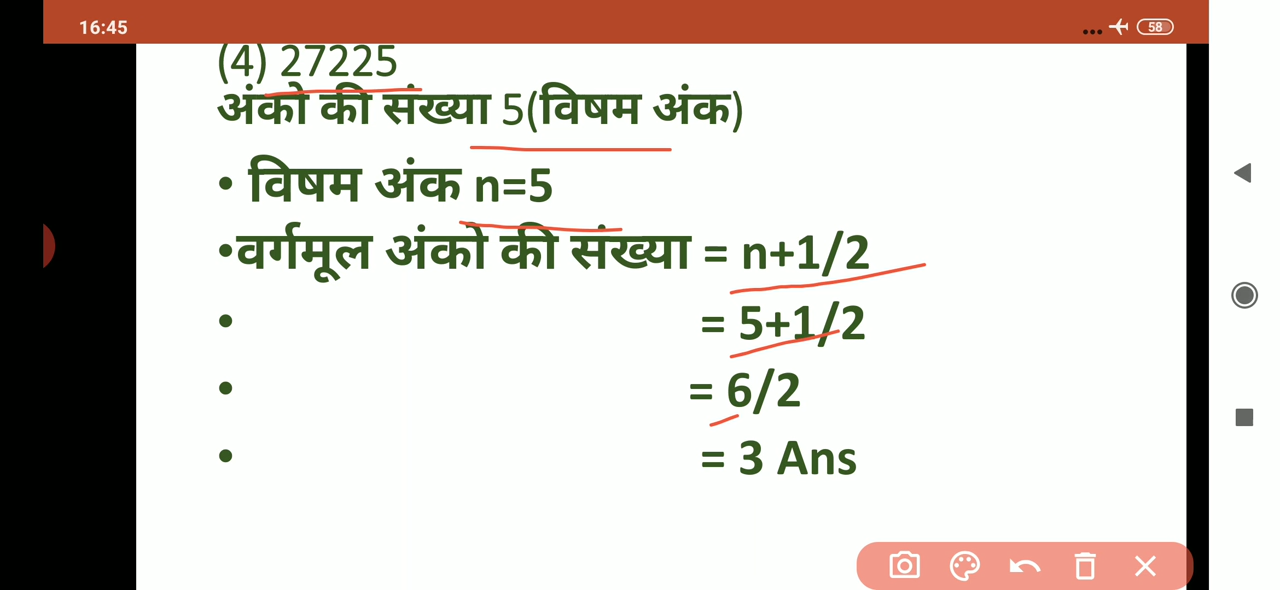 16:45
58
(4) 27225
अंको की संख्या 5(विषम अंक)
• विषम अंक n=5
•वर्गमूल अंको की संख्या = n+1/2
• = 5+1/2
• = 6/2
• = 3 Ans